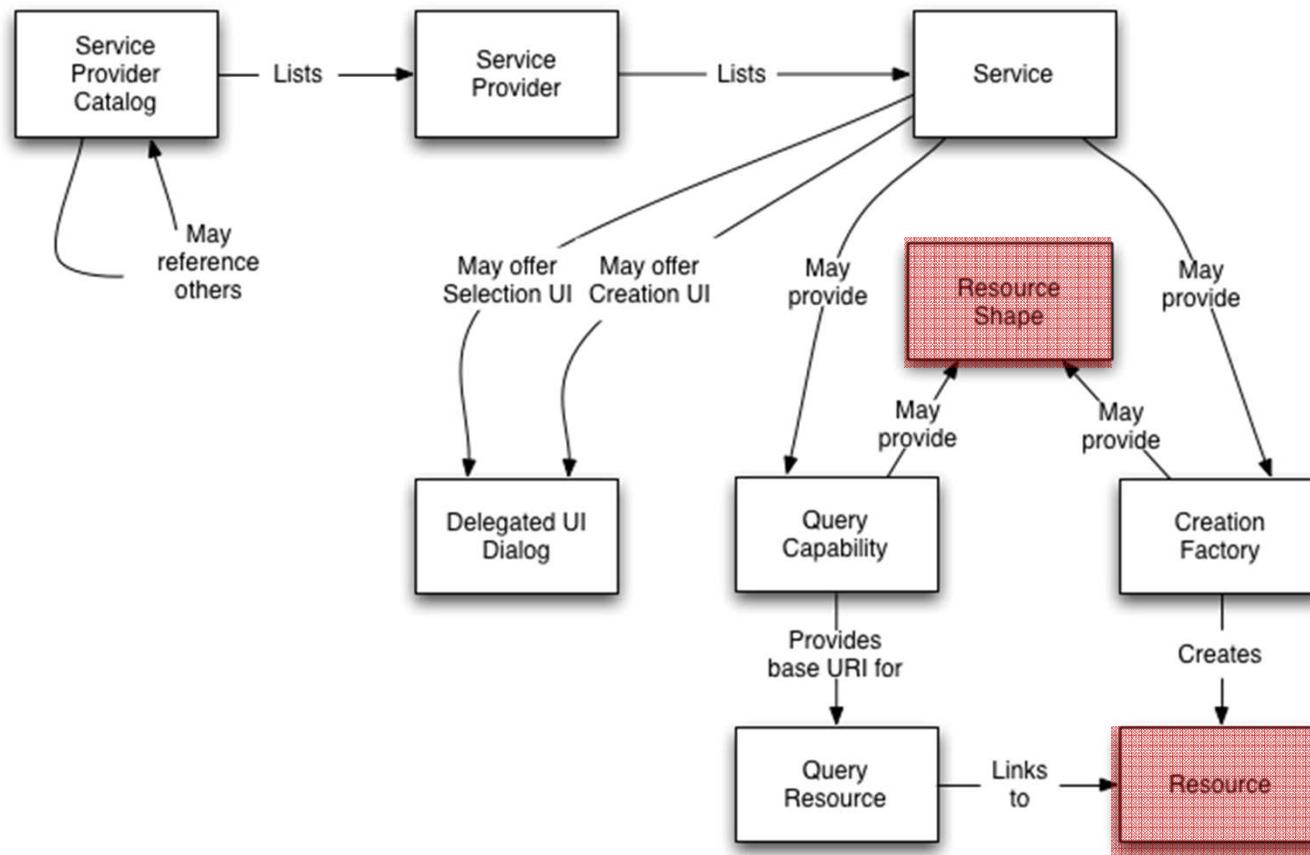 Service
Provider
Catalog
Lists
Service
Provider
Lists
Service
May
reference
others
May offer
Selection UI
May offer
Creation UI
May
provide
Resource
Shape
May
provide
May
provide
May
provide
Delegated UI
Dialog
Query
Capability
Creation
Factory
Provides
base URI for
Creates
Query
Resource
Links
to
Resource